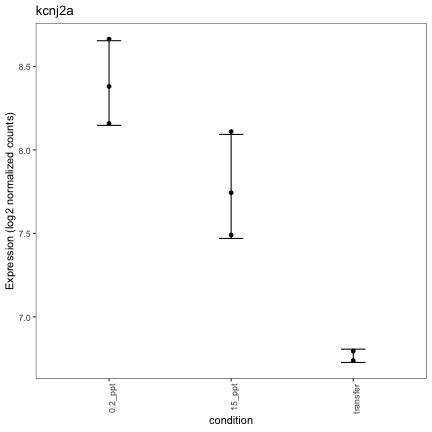 kcnj2a
Expression (log2 normalized counts)
8.5
8.0
7.5
7.0
0.2_ppt
15_ppt
transfer
condition